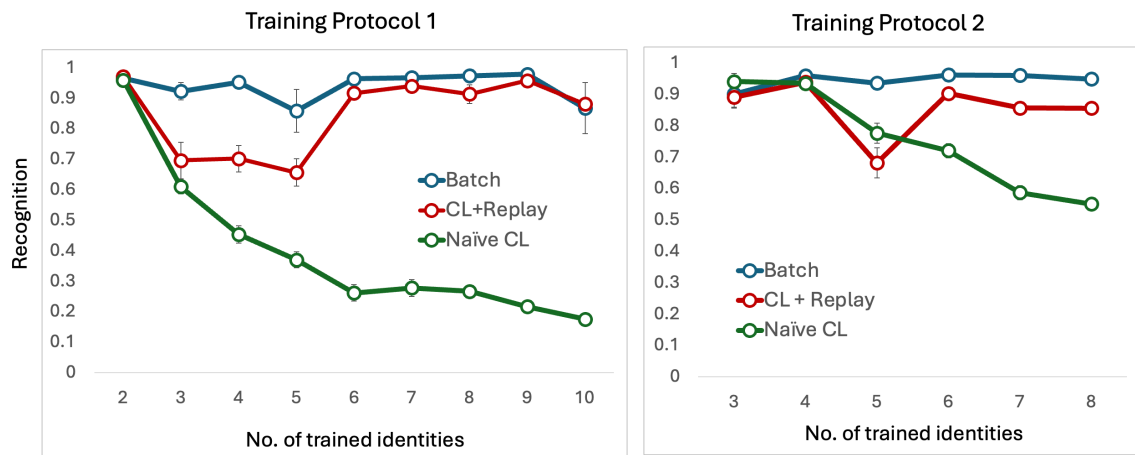 Training Protocol 1
Recognition
1
0.9
0.8
0.7
0.6
0.5
0.4
0.3
0.2
0.1
0
Batch
CL+Replay
Naïve CL
2 3 4 5 6 7 8 9 10
No. of trained identities
Training Protocol 2
1
0.9
0.8
0.7
0.6
0.5
0.4
0.3
0.2
0.1
0
Batch
CL + Replay
Naïve CL
3 4 5 6 7 8
No. of trained identities